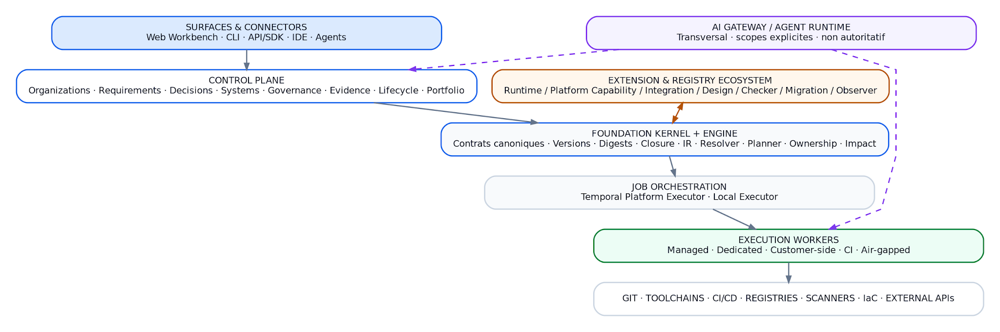 SURFACES & CONNECTORS
Web Workbench · CLI · API/SDK · IDE · Agents
AI GATEWAY / AGENT RUNTIME
Transversal · scopes explicites · non autoritatif
CONTROL PLANE
Organizations · Requirements · Decisions · Systems · Governance · Evidence · Lifecycle · Portfolio
EXTENSION & REGISTRY ECOSYSTEM
Runtime / Platform Capability / Integration / Design / Checker / Migration / Observer
FOUNDATION KERNEL + ENGINE
Contrats canoniques · Versions · Digests · Closure · IR · Resolver · Planner · Ownership · Impact
JOB ORCHESTRATION
Temporal Platform Executor · Local Executor
EXECUTION WORKERS
Managed · Dedicated · Customer-side · CI · Air-gapped
GIT · TOOLCHAINS · CI/CD · REGISTRIES · SCANNERS · IaC · EXTERNAL APIs